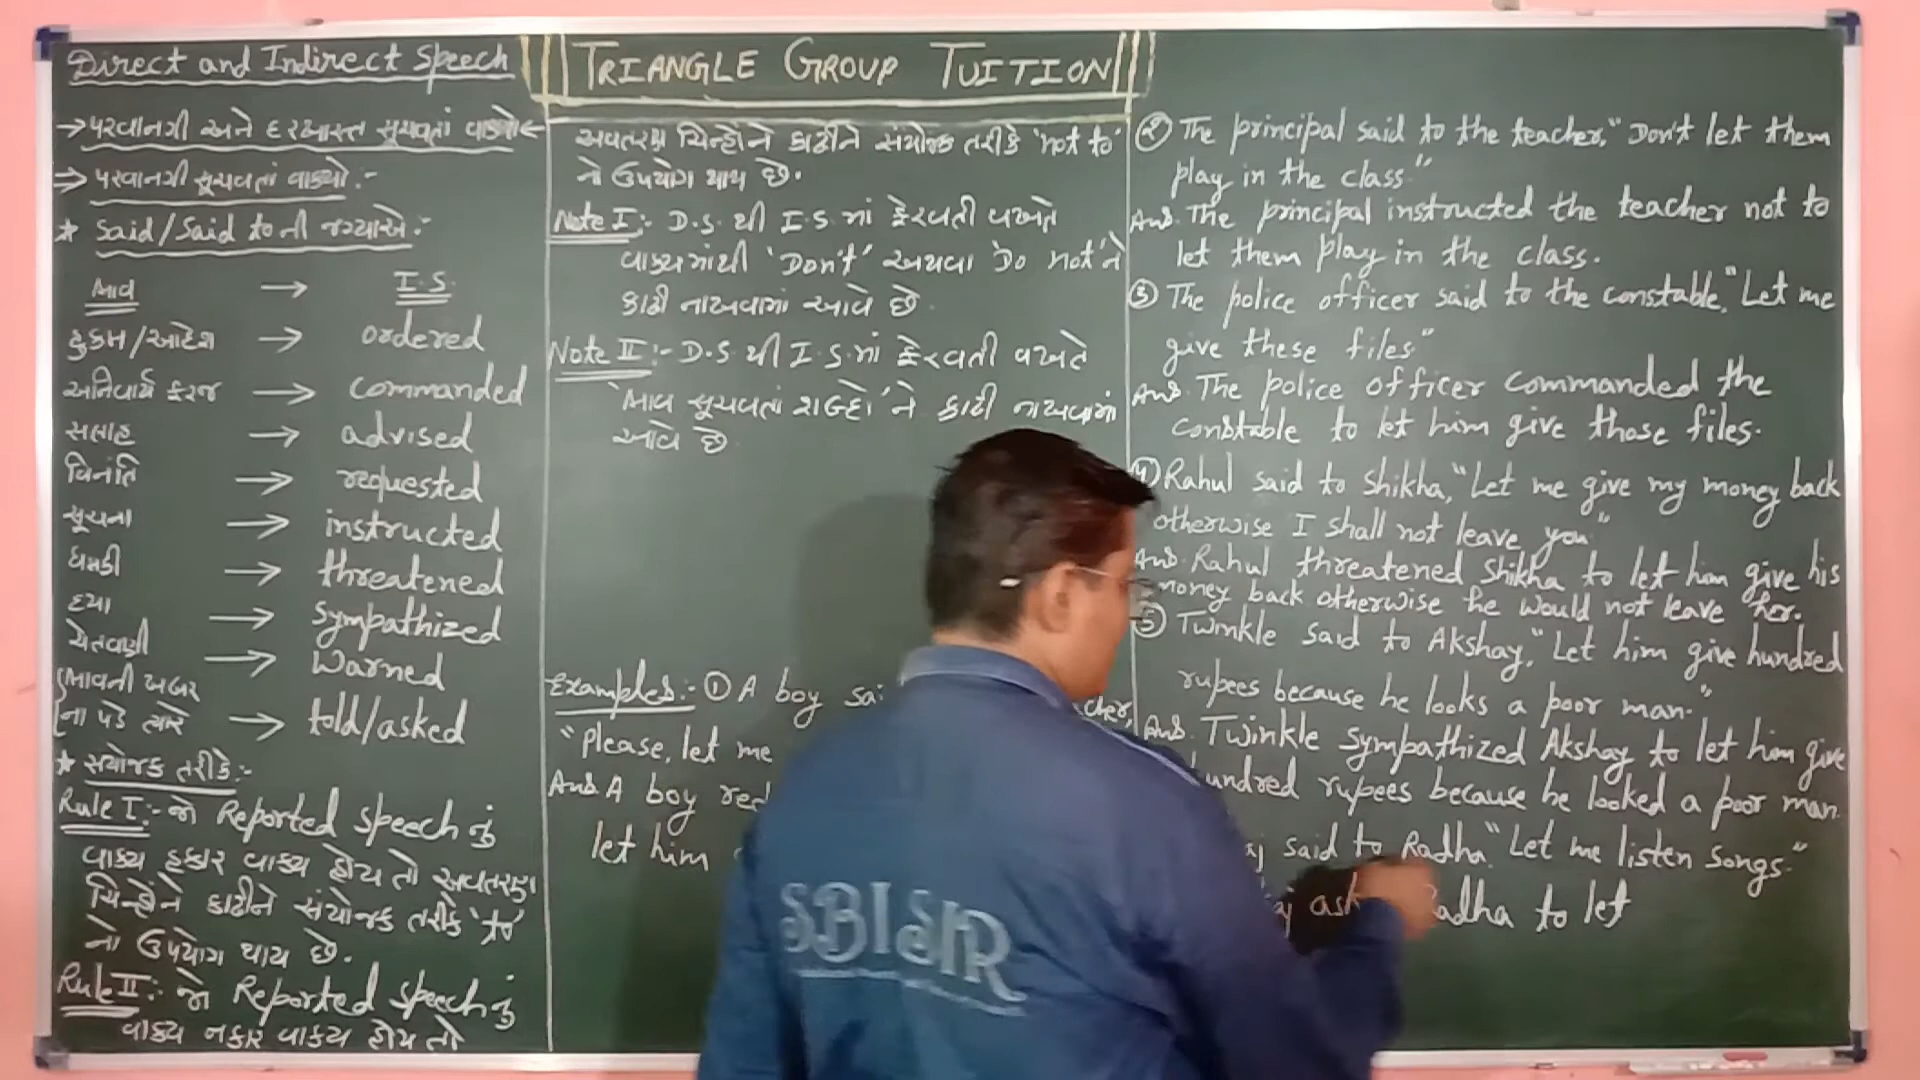 Direct and Indirect Speech
→ પરવાનગી અને દરખાસ્ત સૂચવતાં વાક્યો ←
→ પરવાનગી સૂચવતાં વાક્યો :-
* Said/Said to ની જગ્યાએ :-
ભાવ → I.S.
હુકમ/આદેશ → ordered
અનિવાર્ય ફરજ → commanded
સલાહ → advised
વિનંતિ → requested
સૂચના → instructed
ધમકી → threatened
દયા → sympathized
ચેતવણી → warned
ભાવની ખબર
ના પડે ત્યારે → told/asked
* સંયોજક તરીકે :-
Rule I :- જો Reported Speech નું
વાક્ય હકાર વાક્ય હોય તો અવતરણ
ચિન્હોને કાઢીને સંયોજક તરીકે 'to'
નો ઉપયોગ થાય છે.
Rule II :- જો Reported Speech નું
વાક્ય નકાર વાક્ય હોય તો
TRIANGLE GROUP TUITION
અવતરણ ચિન્હોને કાઢીને સંયોજક તરીકે 'not to'
નો ઉપયોગ થાય છે.
Note I :- D.S. થી I.S. માં ફેરવતી વખતે
વાક્યમાંથી 'Don't' અથવા 'Do not' ને
કાઢી નાખવામાં આવે છે.
Note II :- D.S થી I.S. માં ફેરવતી વખતે
'ભાવ સૂચવતાં શબ્દો' ને કાઢી નાખવામાં
આવે છે.
Examples :- ① A boy
"Please, let me
Ans. A boy
let him
② The principal said to the teacher, "Don't let them
play in the class"
Ans. The principal instructed the teacher not to
let them play in the class.
③ The police officer said to the constable, "Let me
give these files"
Ans. The police officer commanded the
constable to let him give those files.
Rahul said to Shikha, "Let me give my money back
otherwise I shall not leave you"
Ans. Rahul threatened Shikha to let him give his
money back otherwise he would not leave her.
⑤ Twinkle said to Akshay, "Let him give hundred
rupees because he looks a poor man."
Ans. Twinkle sympathized Akshay to let him give
hundred rupees because he looked a poor man.
said to Radha "Let me listen songs."
Radha to let
SBI SIR